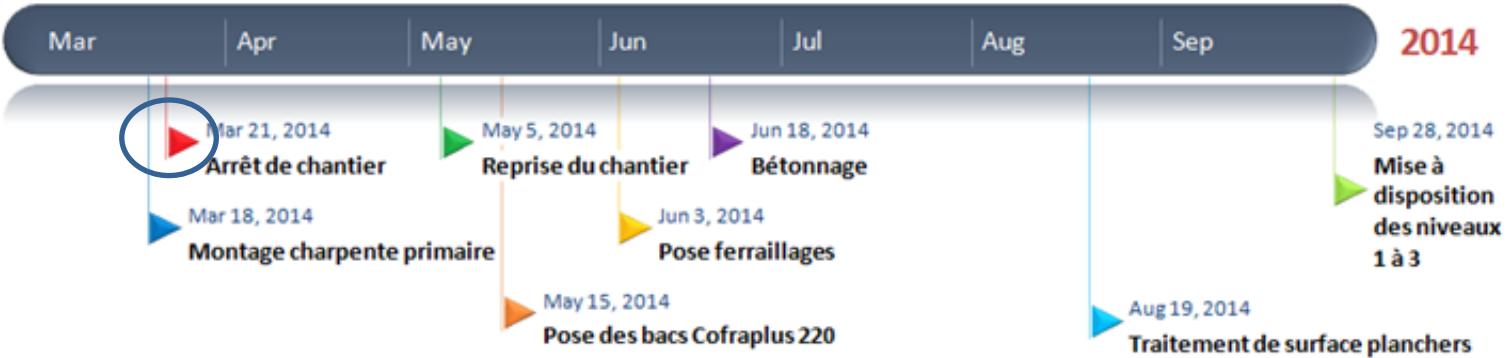 Mar Apr May Jun Jul Aug Sep 2014
Mar 21, 2014
Arrêt de chantier
May 5, 2014
Reprise du chantier
Jun 18, 2014
Bétonnage
Sep 28, 2014
Mise à
disposition
des niveaux
1 à 3
Mar 18, 2014
Montage charpente primaire
Jun 3, 2014
Pose ferraillages
May 15, 2014
Pose des bacs Cofraplus 220
Aug 19, 2014
Traitement de surface planchers